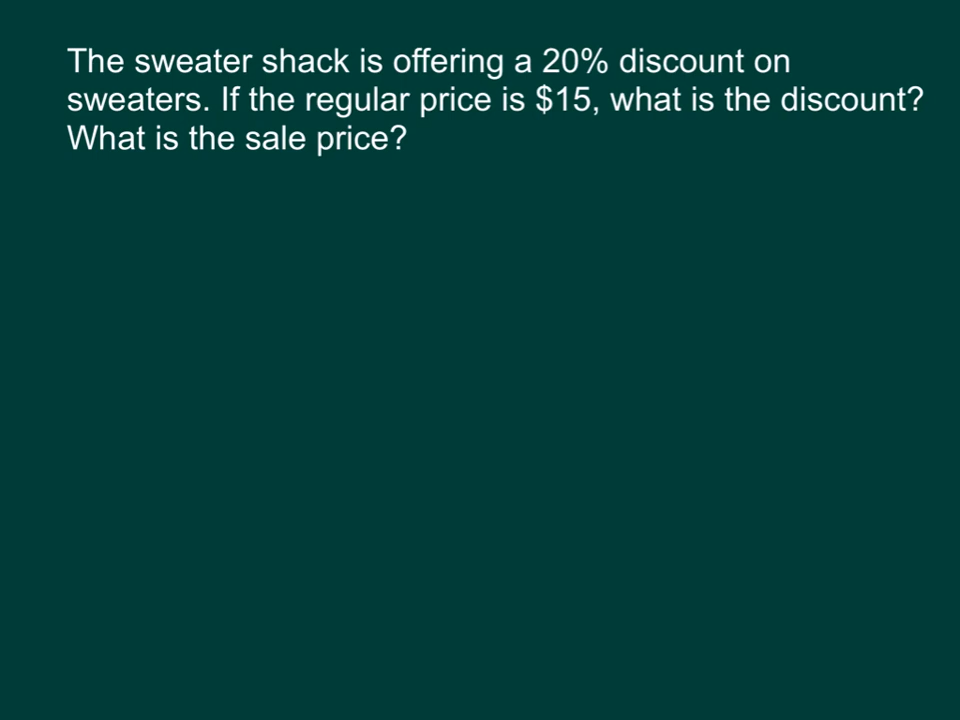 The sweater shack is offering a 20% discount on
sweaters. If the regular price is $15, what is the discount?
What is the sale price?